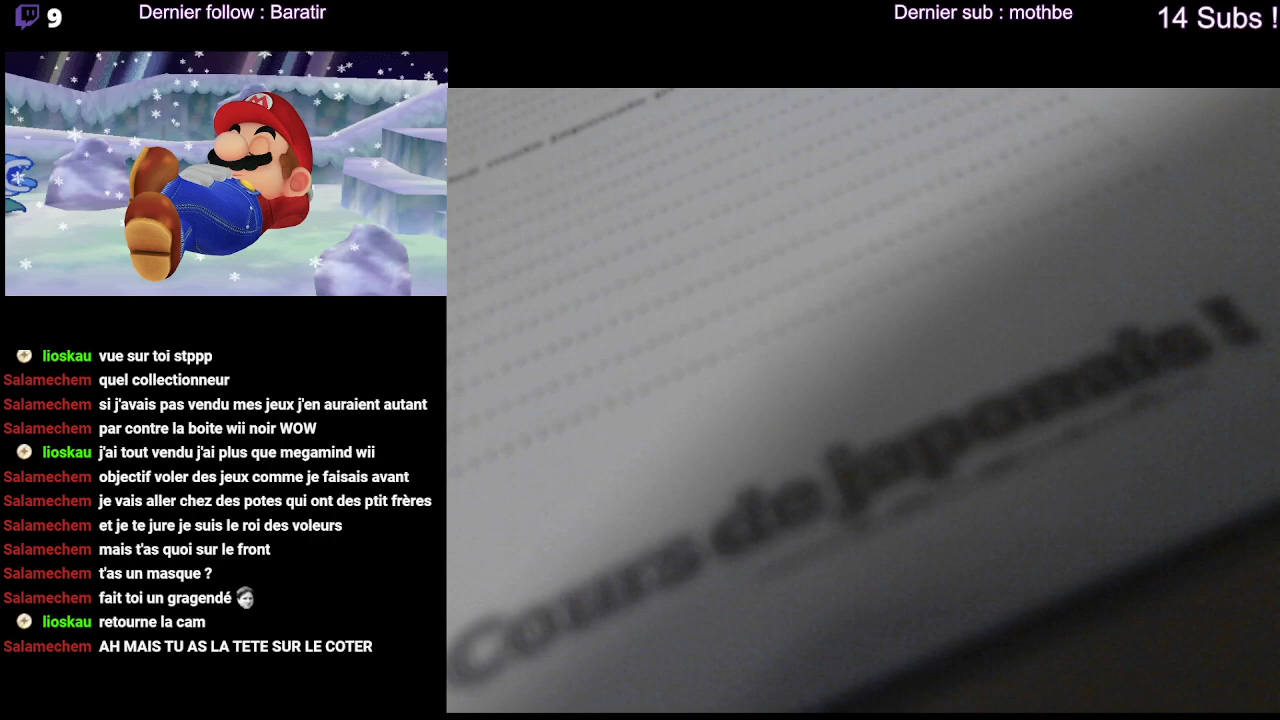 9
Dernier follow : Baratir
Dernier sub : mothbe
14 Subs !
lioskau vue sur toi stppp
Salamechem quel collectionneur
Salamechem si j'avais pas vendu mes jeux j'en auraient autant
Salamechem par contre la boite wii noir WOW
lioskau j'ai tout vendu j'ai plus que megamind wii
Salamechem objectif voler des jeux comme je faisais avant
Salamechem je vais aller chez des potes qui ont des ptit frères
Salamechem et je te jure je suis le roi des voleurs
Salamechem mais t'as quoi sur le front
Salamechem t'as un masque ?
Salamechem fait toi un gragendé
lioskau retourne la cam
Salamechem AH MAIS TU AS LA TETE SUR LE COTER
M
Cours de japonais !